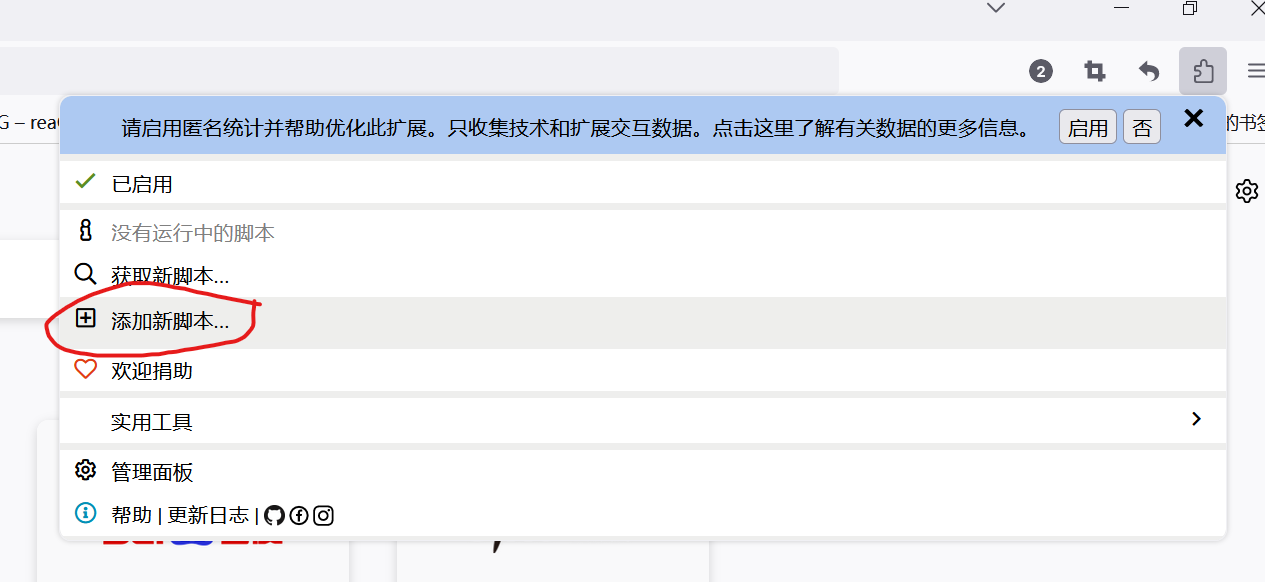 2
G – rea
请启用匿名统计并帮助优化此扩展。只收集技术和扩展交互数据。点击这里了解有关数据的更多信息。 启用 否
的书签
已启用
没有运行中的脚本
获取新脚本...
添加新脚本...
欢迎捐助
实用工具
管理面板
帮助 | 更新日志 |